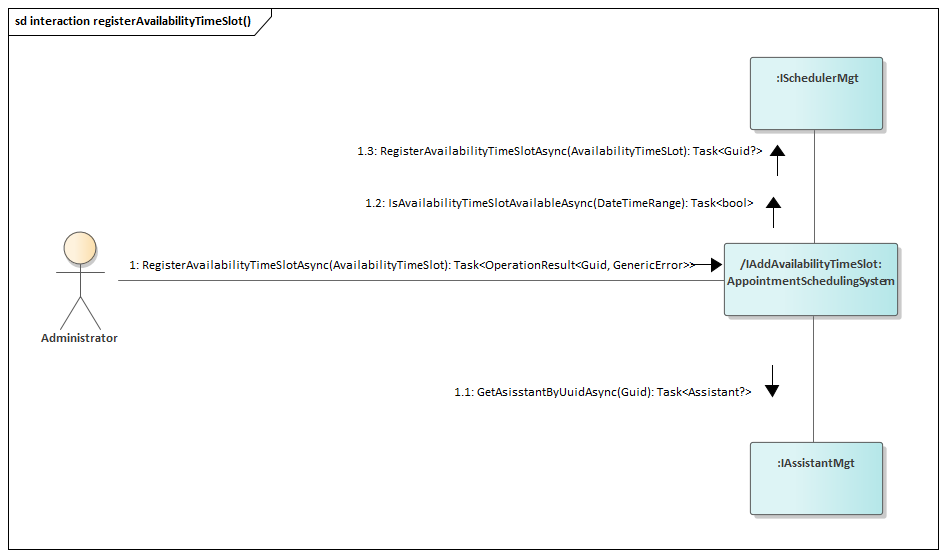 sd interaction registerAvailabilityTimeSlot()
:ISchedulerMgt
1.3: RegisterAvailabilityTimeSlotAsync(AvailabilityTimeSLot): Task<Guid?>
1.2: IsAvailabilityTimeSlotAvailableAsync(DateTimeRange): Task<bool>
1: RegisterAvailabilityTimeSlotAsync(AvailabilityTimeSlot): Task<OperationResult<Guid, GenericError>>
/IAddAvailabilityTimeSlot:
AppointmentSchedulingSystem
Administrator
1.1: GetAsisstantByUuidAsync(Guid): Task<Assistant?>
:IAssistantMgt